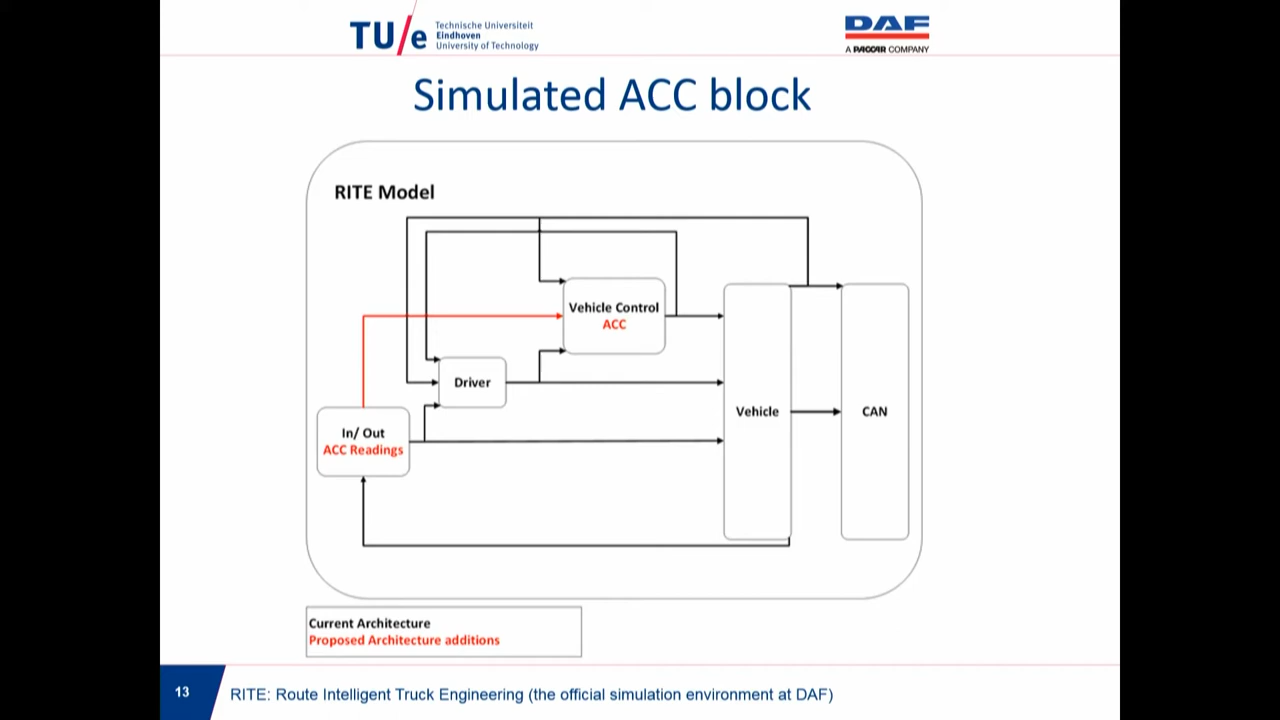 TU/e
Technische Universiteit
Eindhoven
University of Technology
DAF
A PACCAR COMPANY
Simulated ACC block
RITE Model
Vehicle Control
ACC
Driver
In/ Out
ACC Readings
Vehicle
CAN
Current Architecture
Proposed Architecture additions
13
RITE: Route Intelligent Truck Engineering (the official simulation environment at DAF)